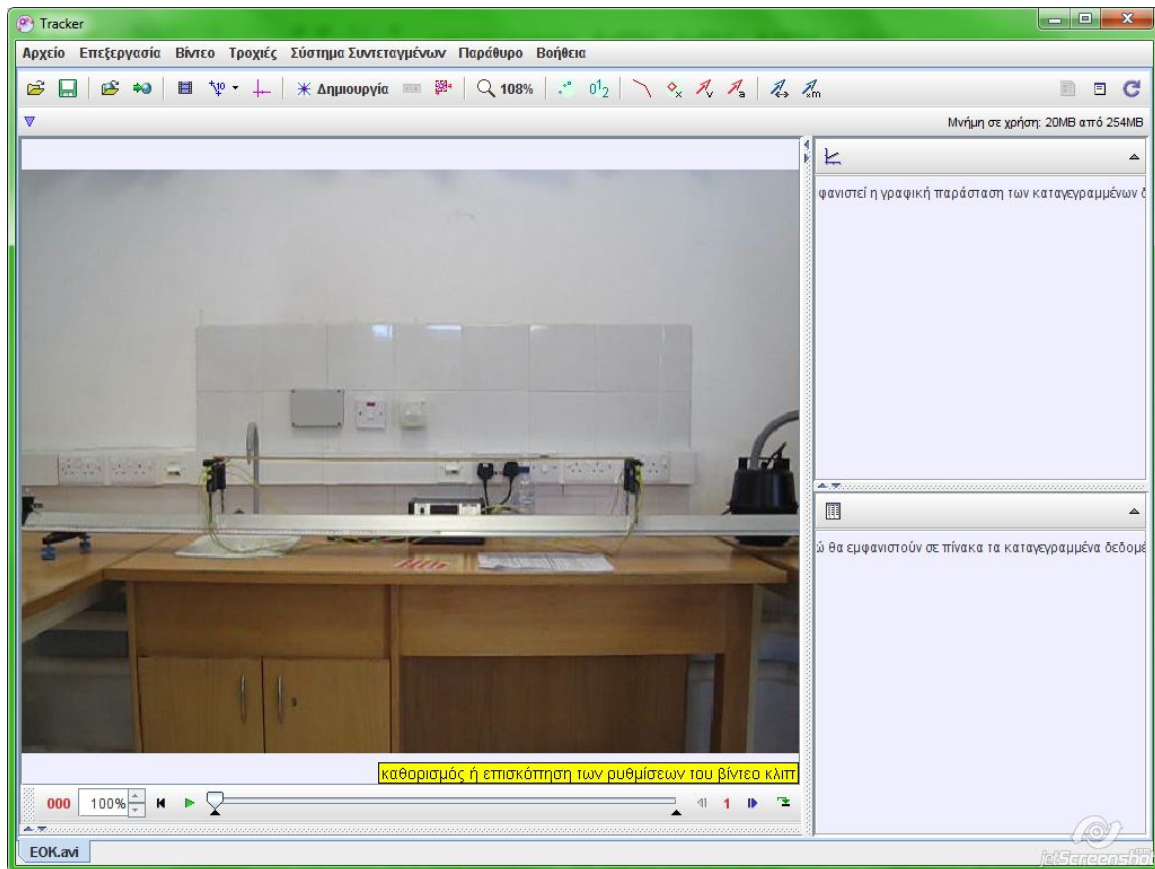 Tracker
Αρχείο Επεξεργασία Βίντεο Τροχιές Σύστημα Συντεταγμένων Παράθυρο Βοήθεια
Δημιουργία 108%
Μνήμη σε χρήση: 20MB από 254MB
φανιστεί η γραφική παράσταση των καταγεγραμμένων δ
ώ θα εμφανιστούν σε πίνακα τα καταγεγραμμένα δεδομέ
καθορισμός ή επισκόπηση των ρυθμίσεων του βίντεο κλιπ
000 100% 1
EOK.avi
jetScreenshot